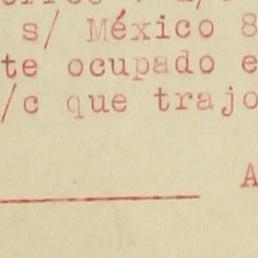 s/ México 8
te ocupado e
/c que trajo
A